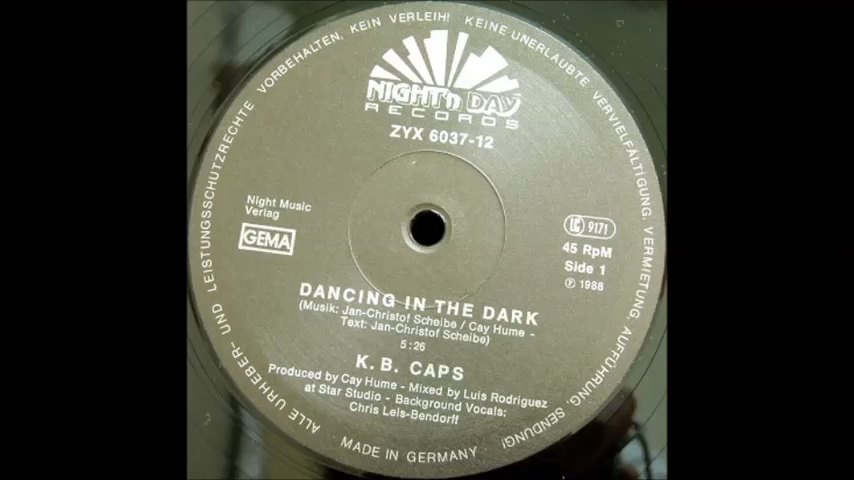 ALLE URHEBER- UND LEISTUNGSSCHUTZRECHTE VORBEHALTEN, KEIN VERLEIH! KEINE UNERLAUBTE VERVIELFÄLTIGUNG, VERMIETUNG, AUFFÜHRUNG, SENDUNG!
NIGHT'n DAY
RECORDS
ZYX 6037-12
Night Music
Verlag
GEMA
LC 9171
45 RpM
Side 1
Ⓟ 1988
DANCING IN THE DARK
(Musik: Jan-Christof Scheibe / Cay Hume -
Text: Jan-Christof Scheibe)
5:26
K. B. CAPS
Produced by Cay Hume - Mixed by Luis Rodriguez
at Star Studio - Background Vocals:
Chris Leis-Bendorff
MADE IN GERMANY